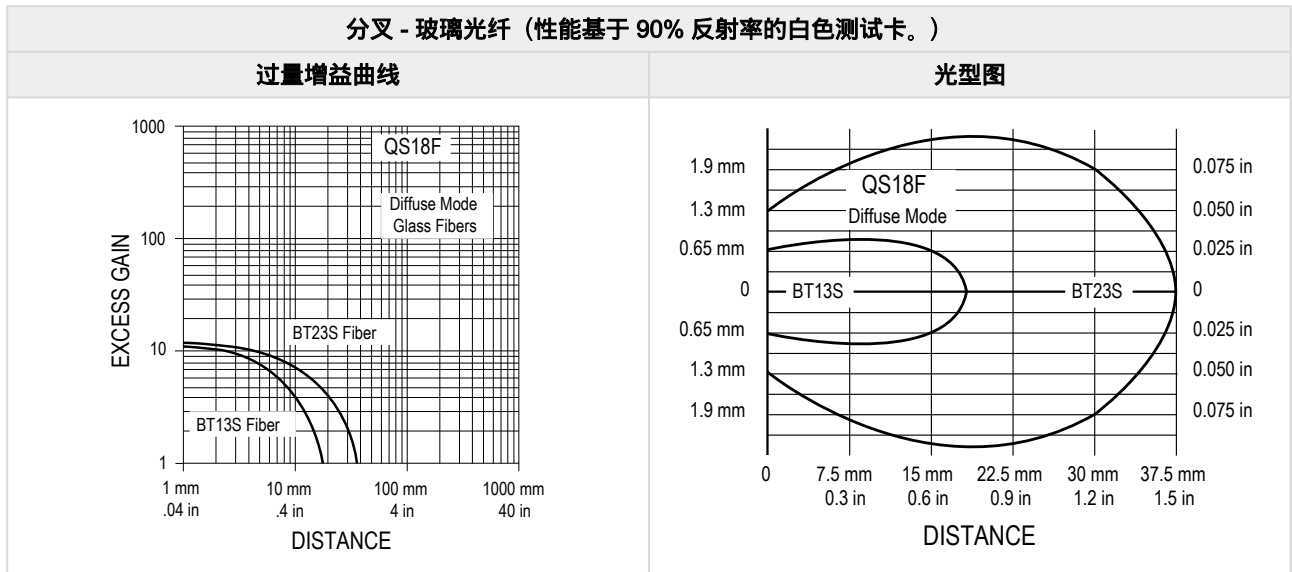 分叉 - 玻璃光纤（性能基于 90% 反射率的白色测试卡。）
过量增益曲线
光型图
1000
100
10
1
EXCESS GAIN
QS18F
Diffuse Mode
Glass Fibers
BT23S Fiber
BT13S Fiber
1 mm
.04 in
10 mm
.4 in
100 mm
4 in
1000 mm
40 in
DISTANCE
1.9 mm
1.3 mm
0.65 mm
0
0.65 mm
1.3 mm
1.9 mm
QS18F
Diffuse Mode
BT13S
BT23S
0.075 in
0.050 in
0.025 in
0
0.025 in
0.050 in
0.075 in
0
7.5 mm
0.3 in
15 mm
0.6 in
22.5 mm
0.9 in
30 mm
1.2 in
37.5 mm
1.5 in
DISTANCE